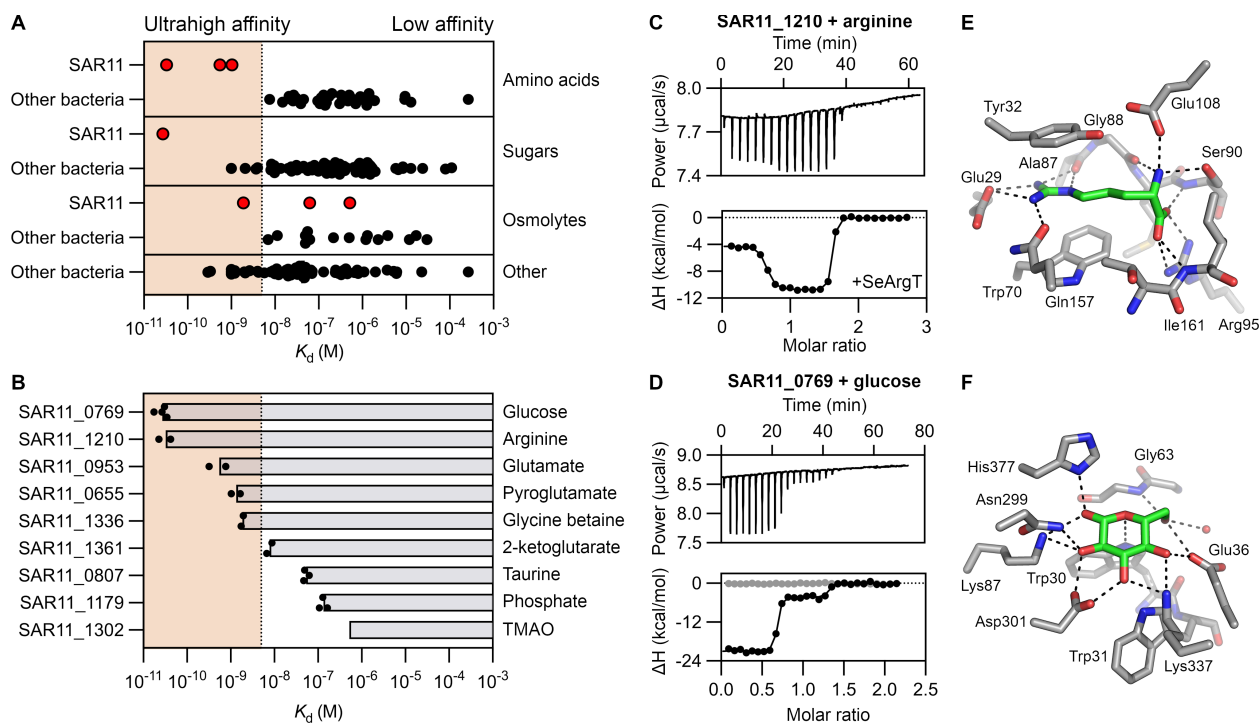 A
Ultrahigh affinity
Low affinity
SAR11
Other bacteria
Amino acids
SAR11
Other bacteria
Sugars
SAR11
Other bacteria
Osmolytes
Other bacteria
Other
10-11 10-10 10-9 10-8 10-7 10-6 10-5 10-4 10-3
Kd (M)
B
SAR11_0769 Glucose
SAR11_1210 Arginine
SAR11_0953 Glutamate
SAR11_0655 Pyroglutamate
SAR11_1336 Glycine betaine
SAR11_1361 2-ketoglutarate
SAR11_0807 Taurine
SAR11_1179 Phosphate
SAR11_1302 TMAO
10-11 10-10 10-9 10-8 10-7 10-6 10-5 10-4 10-3
Kd (M)
C
SAR11_1210 + arginine
Time (min)
0 20 40 60
8.0
7.7
7.4
Power (µcal/s)
0
-4
-8
-12
ΔH (kcal/mol)
+SeArgT
0 1 2 3
Molar ratio
D
SAR11_0769 + glucose
Time (min)
0 20 40 60 80
9.0
8.5
8.0
7.5
Power (µcal/s)
0
-12
-24
ΔH (kcal/mol)
0.0 0.5 1.0 1.5 2.0 2.5
Molar ratio
E
Glu108
Tyr32
Gly88
Ser90
Ala87
Glu29
Trp70
Gln157
Ile161
Arg95
F
His377
Gly63
Asn299
Glu36
Lys87
Trp30
Asp301
Trp31
Lys337